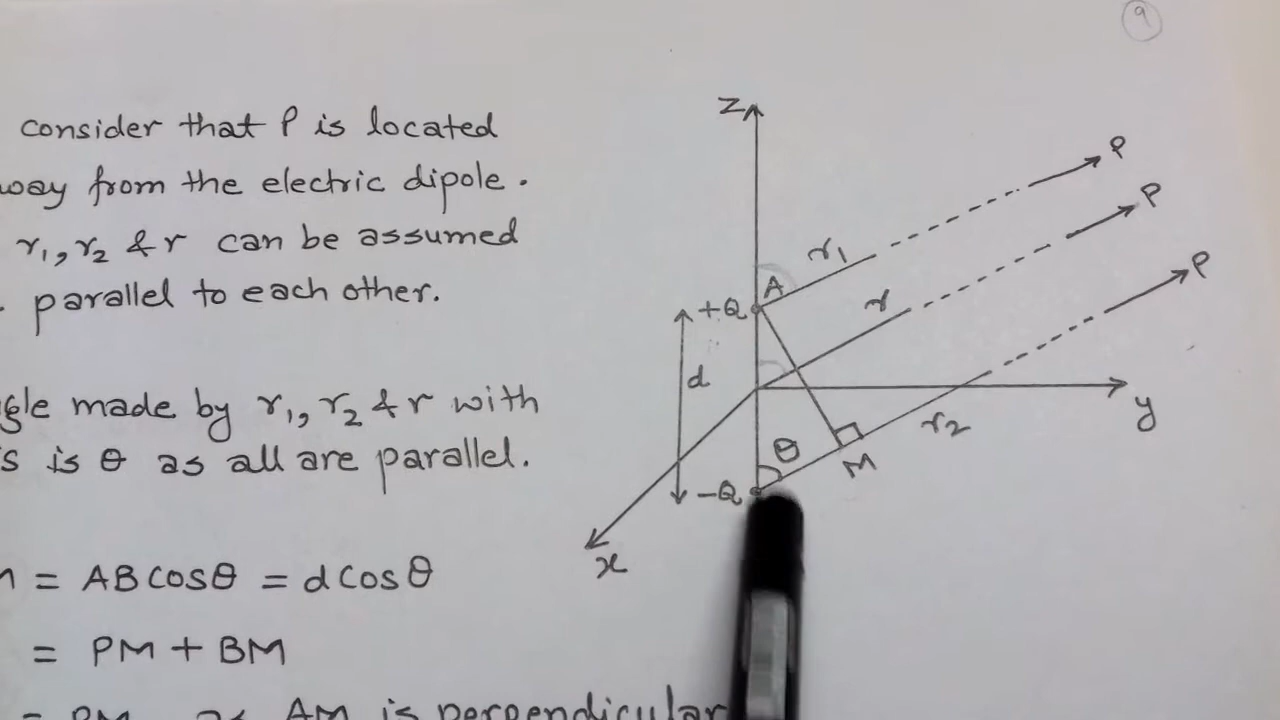 9
consider that P is located
way from the electric dipole.
r1, r2 & r can be assumed
parallel to each other.
gle made by r1, r2 & r with
s is θ as all are parallel.
= AB cosθ = d cosθ
= PM + BM
= PM AM is perpendicular
z
P
P
P
r1
A
r
+Q
d
y
r2
θ
M
-Q
x